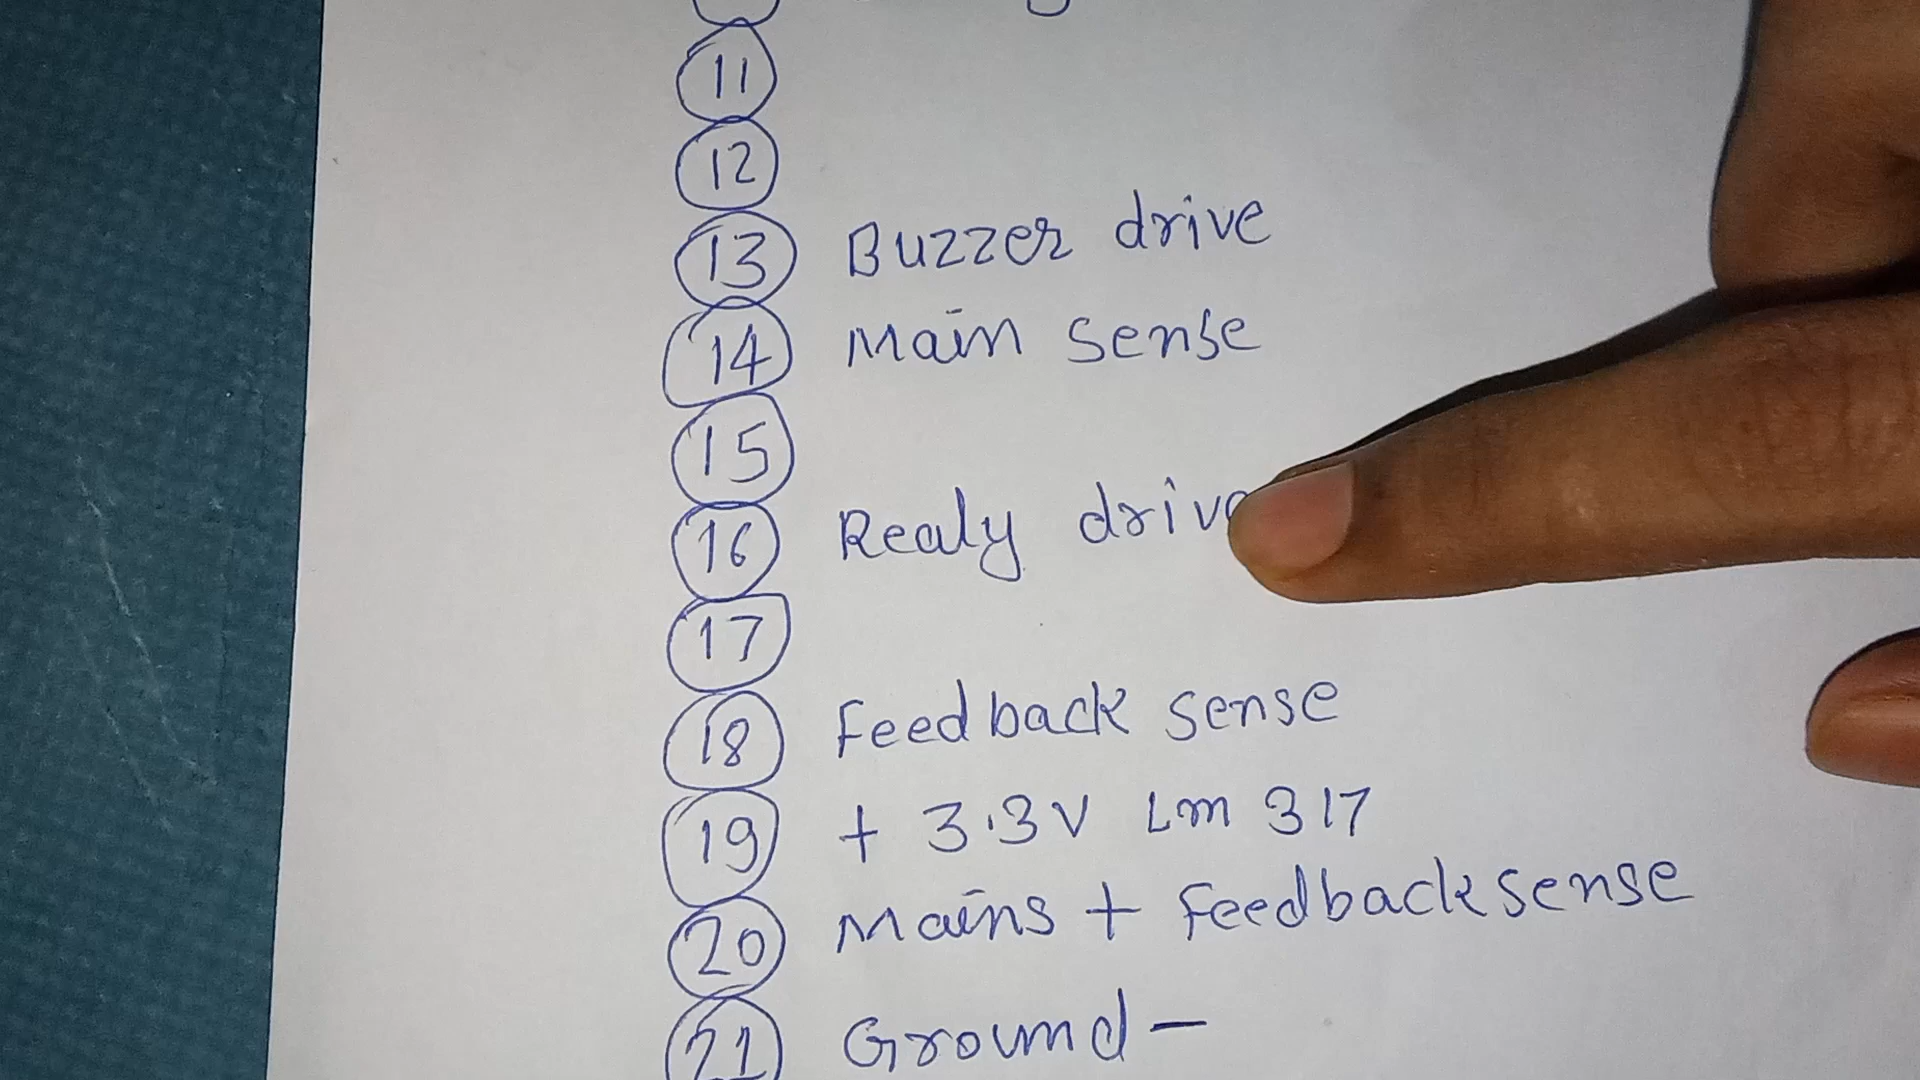 11
12
13 Buzzer drive
14 Main sense
15
16 Realy drive
17
18 Feedback sense
19 + 3.3V Lm 317
20 Mains + Feedback sense
21 Ground -